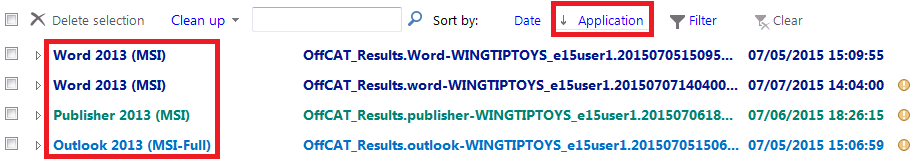 Delete selection Clean up Sort by: Date ↓ Application Filter Clear
Word 2013 (MSI) OffCAT_Results.Word-WINGTIPTOYS_e15user1.2015070515095... 07/05/2015 15:09:55
Word 2013 (MSI) OffCAT_Results.word-WINGTIPTOYS_e15user1.20150707140400... 07/07/2015 14:04:00
Publisher 2013 (MSI) OffCAT_Results.publisher-WINGTIPTOYS_e15user1.2015070618... 07/06/2015 18:26:15
Outlook 2013 (MSI-Full) OffCAT_Results.outlook-WINGTIPTOYS_e15user1.201507051506... 07/05/2015 15:06:59